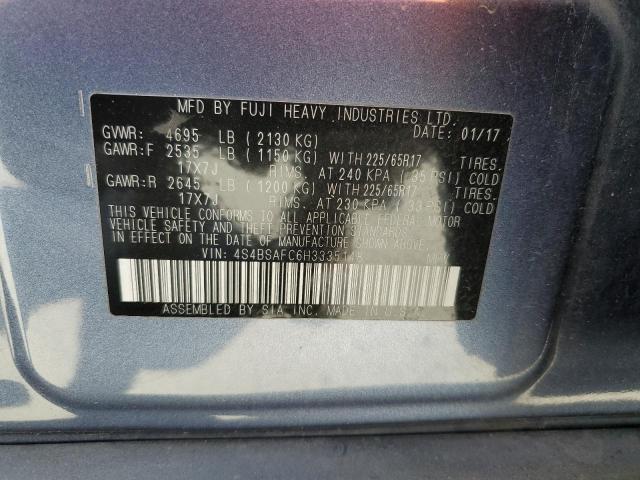 MFD BY FUJI HEAVY INDUSTRIES LTD.
GVWR: 4695 LB ( 2130 KG) DATE: 01/17
GAWR:F 2535 LB ( 1150 KG) WITH 225/65R17 TIRES.
17X7J RIMS. AT 240 KPA ( 35 PSI) COLD
GAWR:R 2645 LB ( 1200 KG) WITH 225/65R17 TIRES.
17X7J RIMS. AT 230 KPA ( 33 PSI) COLD
THIS VEHICLE CONFORMS TO ALL APPLICABLE FEDERAL MOTOR
VEHICLE SAFETY AND THEFT PREVENTION STANDARDS
IN EFFECT ON THE DATE OF MANUFACTURE SHOWN ABOVE.
VIN:
ASSEMBLED BY SIA INC. MADE IN U.S.A.